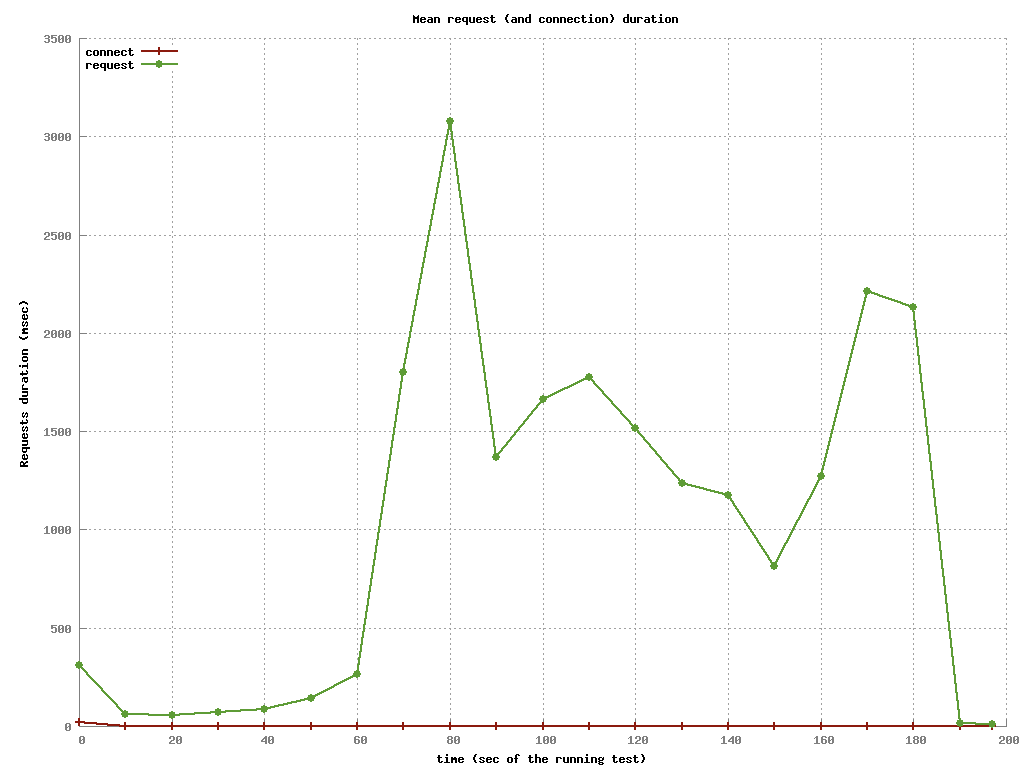 Mean request (and connection) duration
connect
request
3500
3000
2500
2000
1500
1000
500
0
Requests duration (msec)
0 20 40 60 80 100 120 140 160 180 200
time (sec of the running test)